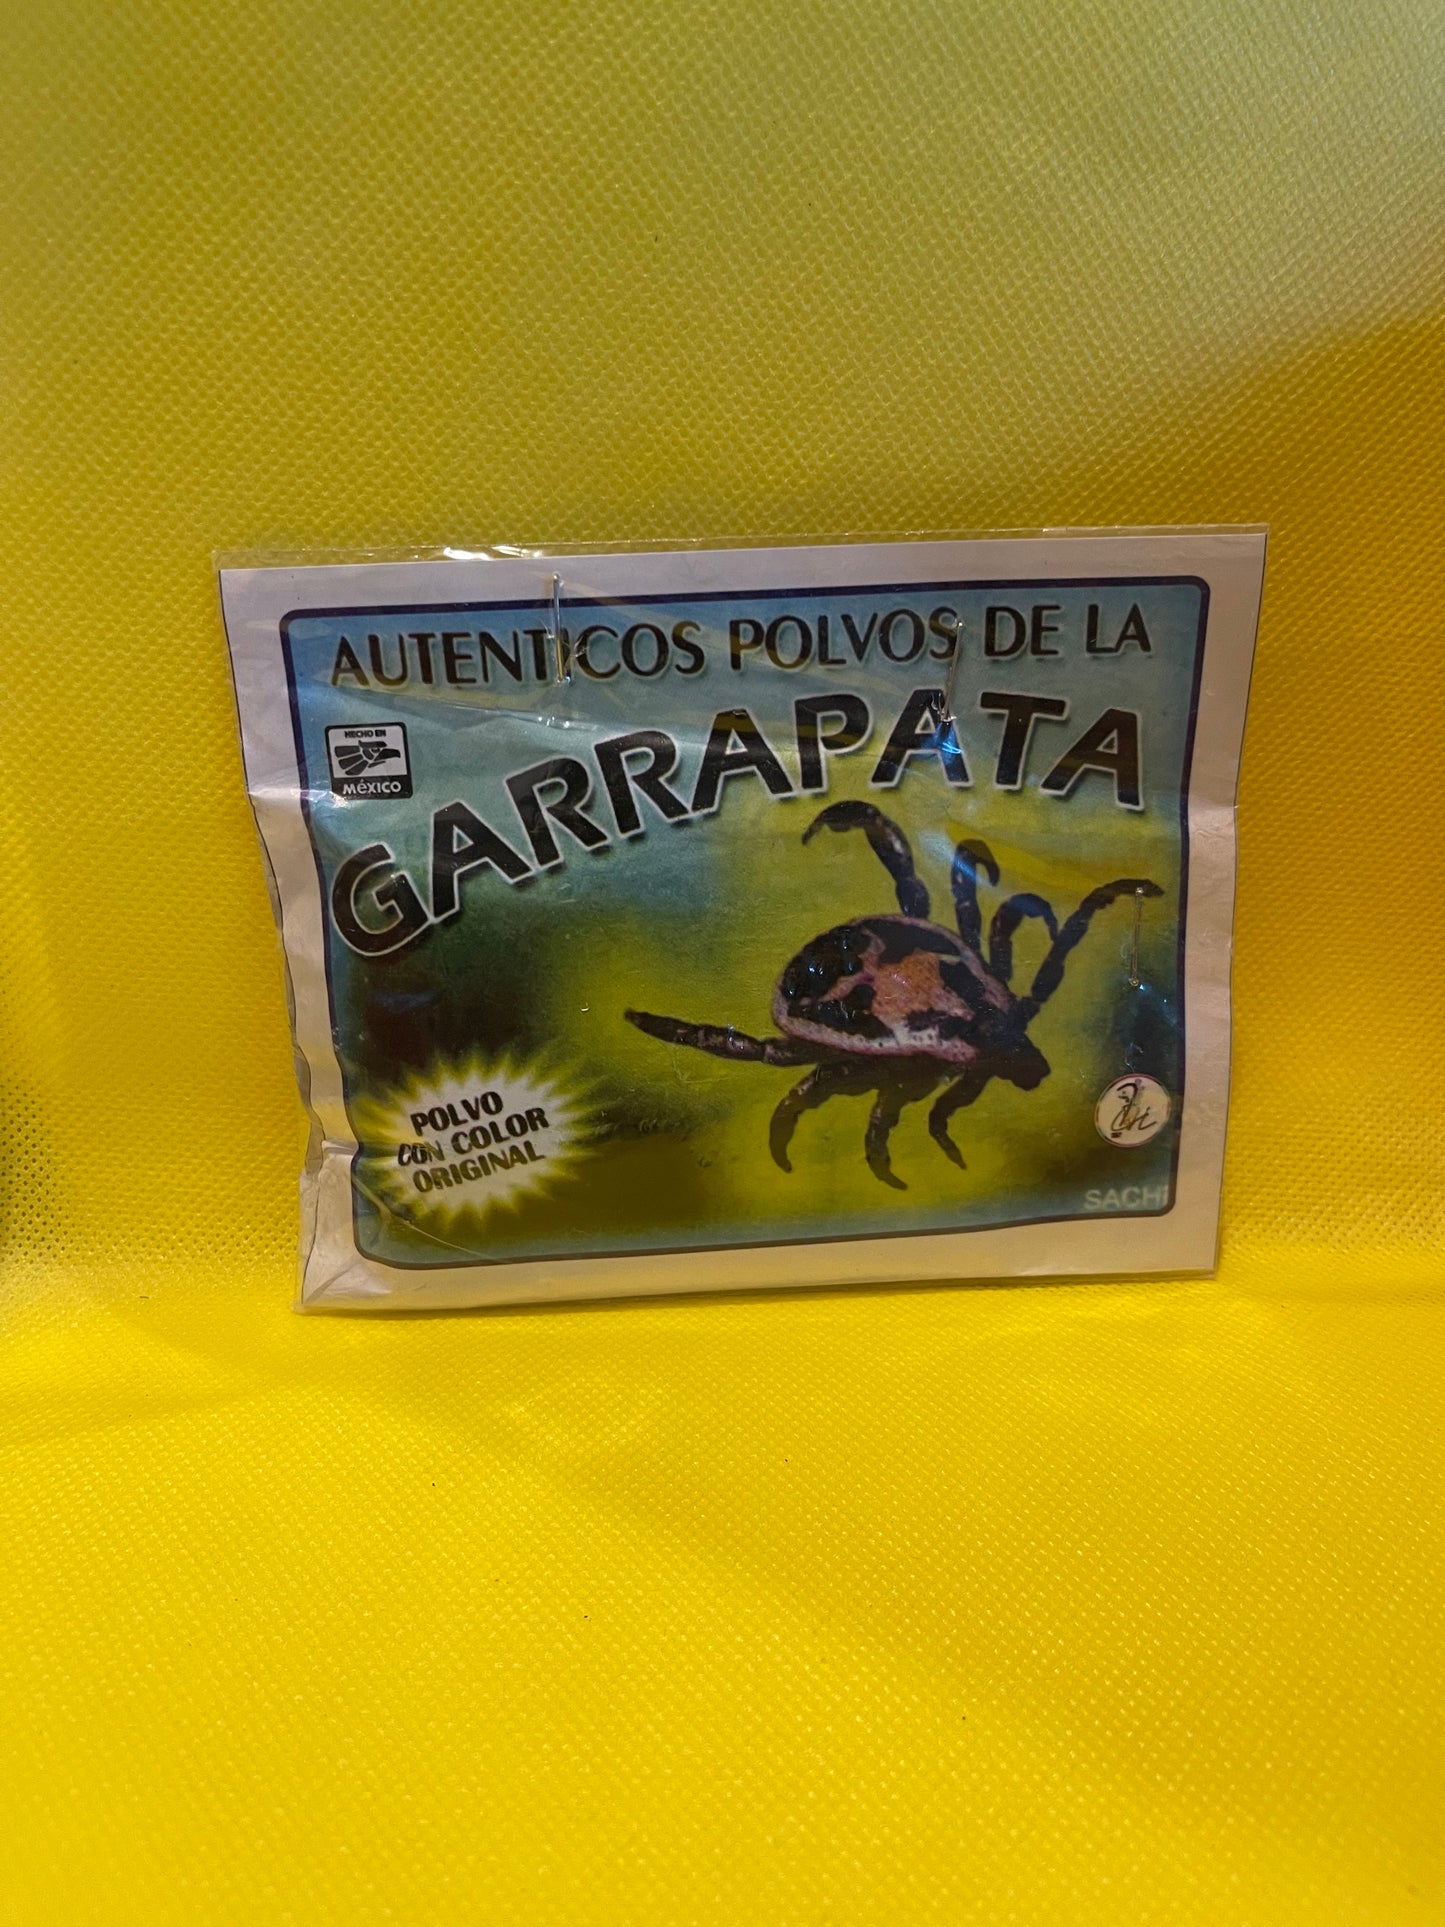 AUTENTICOS POLVOS DE LA
GARRAPATA
HECHO EN
MéXICO
POLVO
CON COLOR
ORIGINAL
SACHI